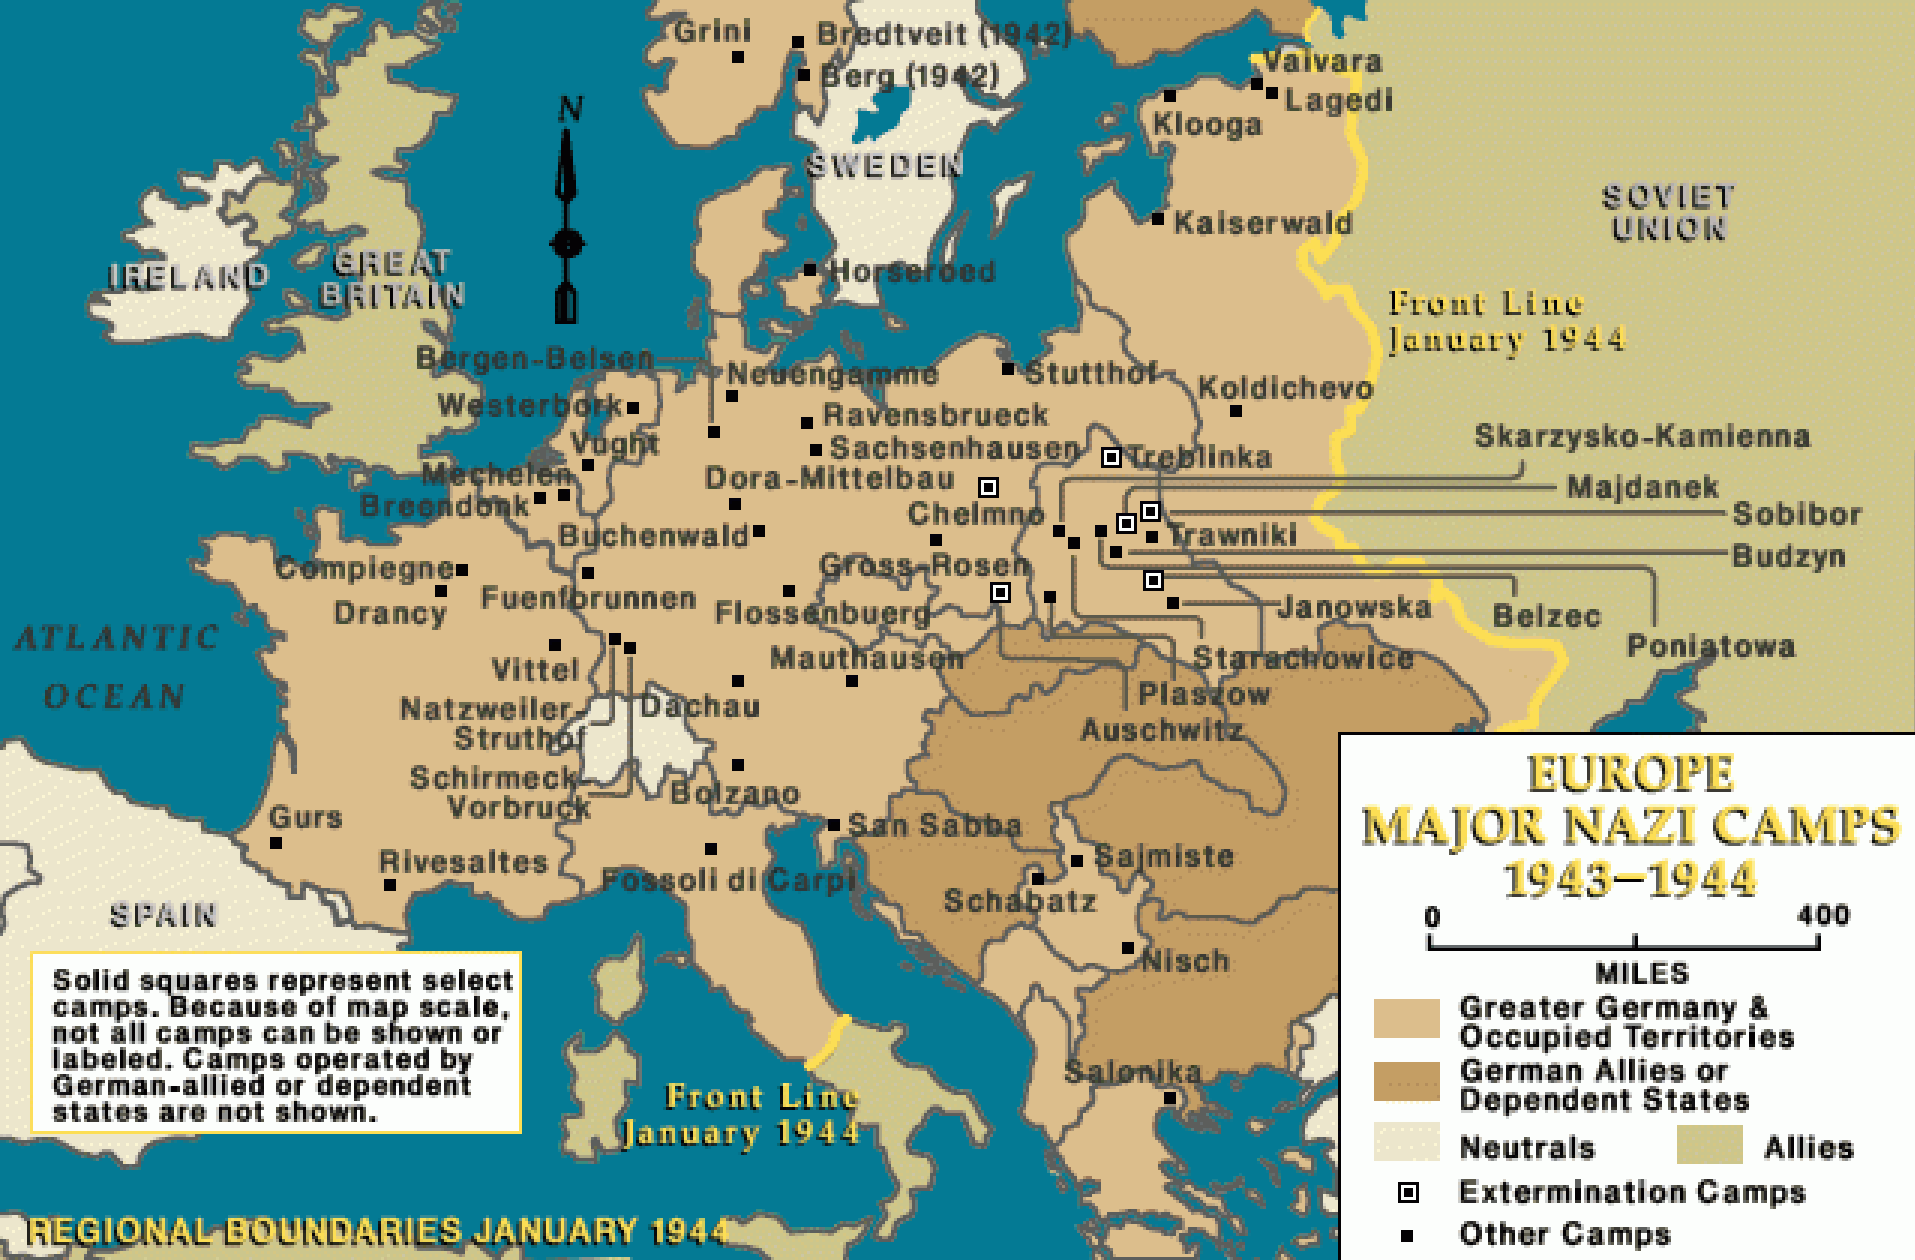 Grini
Bredtveit (1942)
Berg (1942)
Vaivara
Lagedi
Klooga
N
SWEDEN
SOVIET
UNION
Kaiserwald
IRELAND
GREAT
BRITAIN
Horseroed
Front Line
January 1944
Bergen-Belsen
Neuengamme
Stutthof
Koldichevo
Westerbork
Ravensbrueck
Vught
Sachsenhausen
Treblinka
Skarzysko-Kamienna
Mechelen
Dora-Mittelbau
Majdanek
Breendonk
Chelmno
Sobibor
Buchenwald
Trawniki
Budzyn
Compiegne
Gross-Rosen
Drancy
Fuenfbrunnen
Flossenbuerg
Janowska
Belzec
ATLANTIC
OCEAN
Poniatowa
Vittel
Mauthausen
Starachowice
Plaszow
Natzweiler-
Struthof
Dachau
Auschwitz
Schirmeck-
Vorbruck
Bolzano
Gurs
San Sabba
Rivesaltes
Fossoli di Carpi
Sajmiste
Schabatz
SPAIN
Nisch
Salonika
Front Line
January 1944
Solid squares represent select
camps. Because of map scale,
not all camps can be shown or
labeled. Camps operated by
German-allied or dependent
states are not shown.
REGIONAL BOUNDARIES JANUARY 1944
EUROPE
MAJOR NAZI CAMPS
1943–1944
0 400
MILES
Greater Germany &
Occupied Territories
German Allies or
Dependent States
Neutrals Allies
Extermination Camps
Other Camps